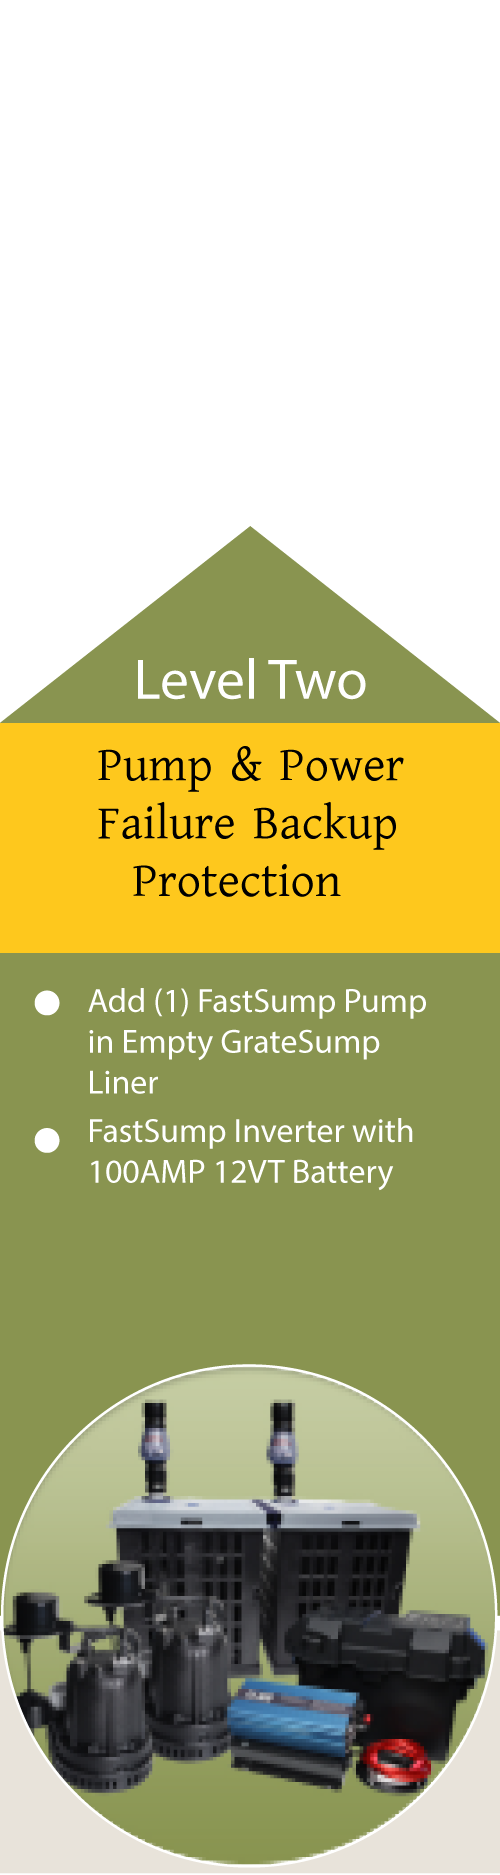 Level Two
Pump & Power
Failure Backup
Protection
Add (1) FastSump Pump
in Empty GrateSump
Liner
FastSump Inverter with
100AMP 12VT Battery